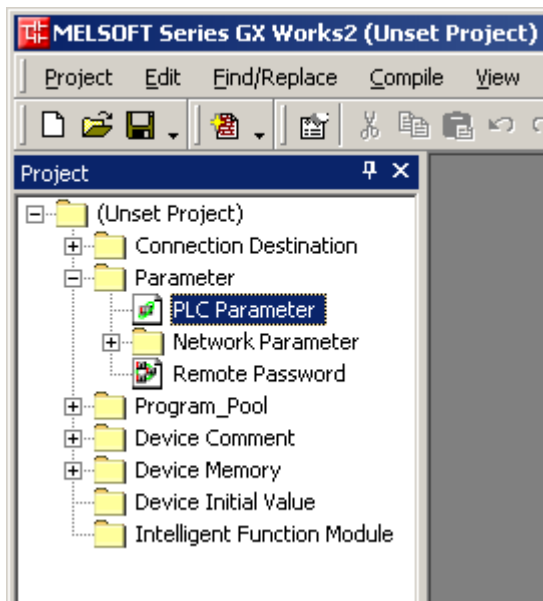 MELSOFT Series GX Works2 (Unset Project)
Project Edit Find/Replace Compile View
Project
(Unset Project)
Connection Destination
Parameter
PLC Parameter
Network Parameter
Remote Password
Program_Pool
Device Comment
Device Memory
Device Initial Value
Intelligent Function Module